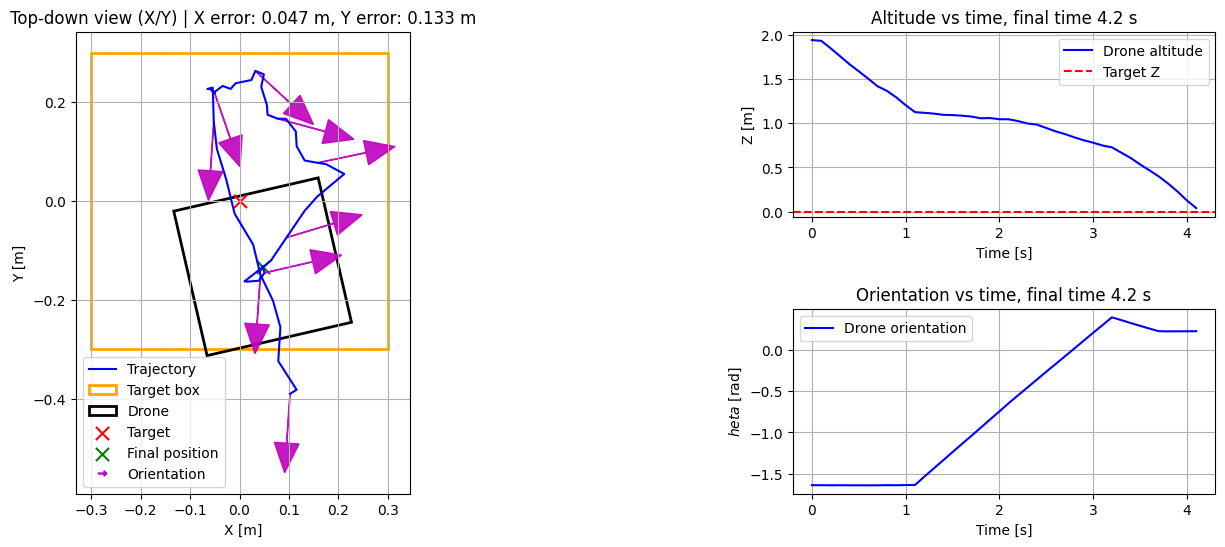 Top-down view (X/Y) | X error: 0.047 m, Y error: 0.133 m
Y [m]
0.2
0.0
−0.2
−0.4
Trajectory
Target box
Drone
Target
Final position
Orientation
−0.3
−0.2
−0.1
0.0
0.1
0.2
0.3
X [m]
Altitude vs time, final time 4.2 s
Z [m]
2.0
1.5
1.0
0.5
0.0
Drone altitude
Target Z
0
1
2
3
4
Time [s]
Orientation vs time, final time 4.2 s
heta [rad]
0.0
−0.5
−1.0
−1.5
Drone orientation
0
1
2
3
4
Time [s]